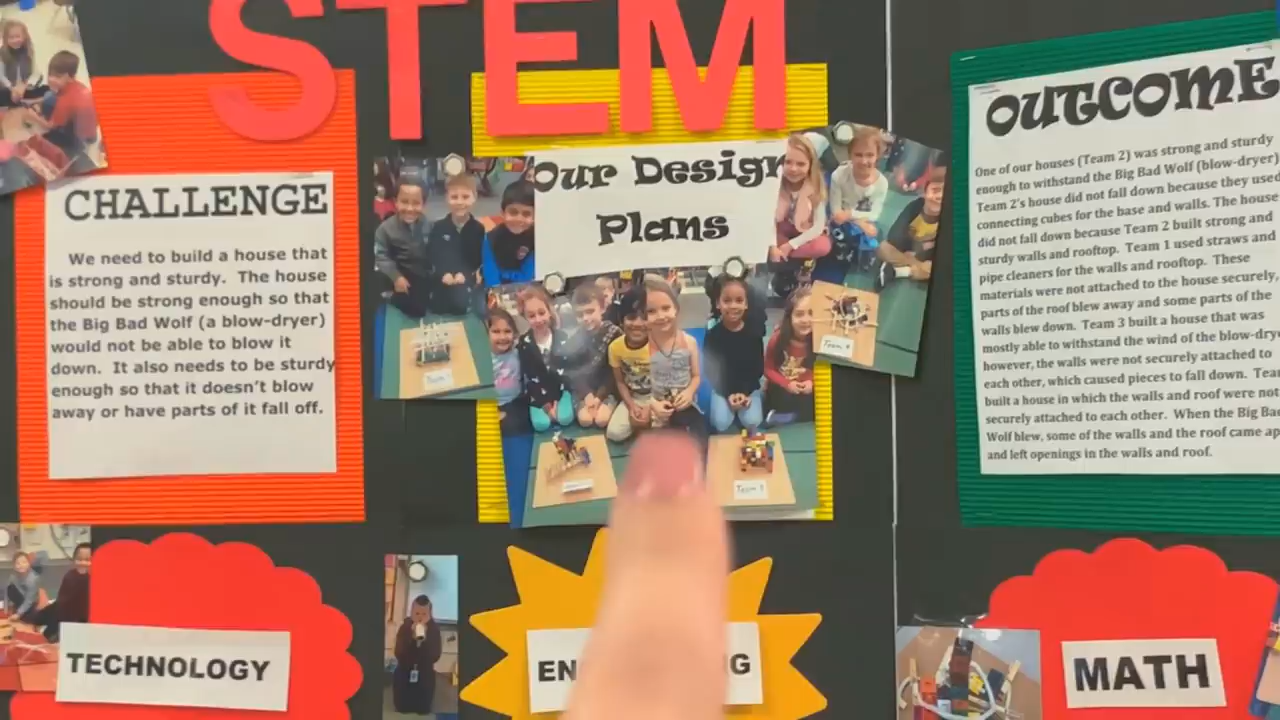 STEM
CHALLENGE
We need to build a house that
is strong and sturdy. The house
should be strong enough so that
the Big Bad Wolf (a blow-dryer)
would not be able to blow it
down. It also needs to be sturdy
enough so that it doesn't blow
away or have parts of it fall off.
Our Design
Plans
Team 4
Team 1
OUTCOME
One of our houses (Team 2) was strong and sturdy
enough to withstand the Big Bad Wolf (blow-dryer)
Team 2's house did not fall down because they used
connecting cubes for the base and walls. The house
did not fall down because Team 2 built strong and
sturdy walls and rooftop. Team 1 used straws and
pipe cleaners for the walls and rooftop. These
materials were not attached to the house securely,
parts of the roof blew away and some parts of the
walls blew down. Team 3 built a house that was
mostly able to withstand the wind of the blow-drye
however, the walls were not securely attached to
each other, which caused pieces to fall down. Tea
built a house in which the walls and roof were not
securely attached to each other. When the Big Ba
Wolf blew, some of the walls and the roof came ap
and left openings in the walls and roof.
TECHNOLOGY
EN G
MATH